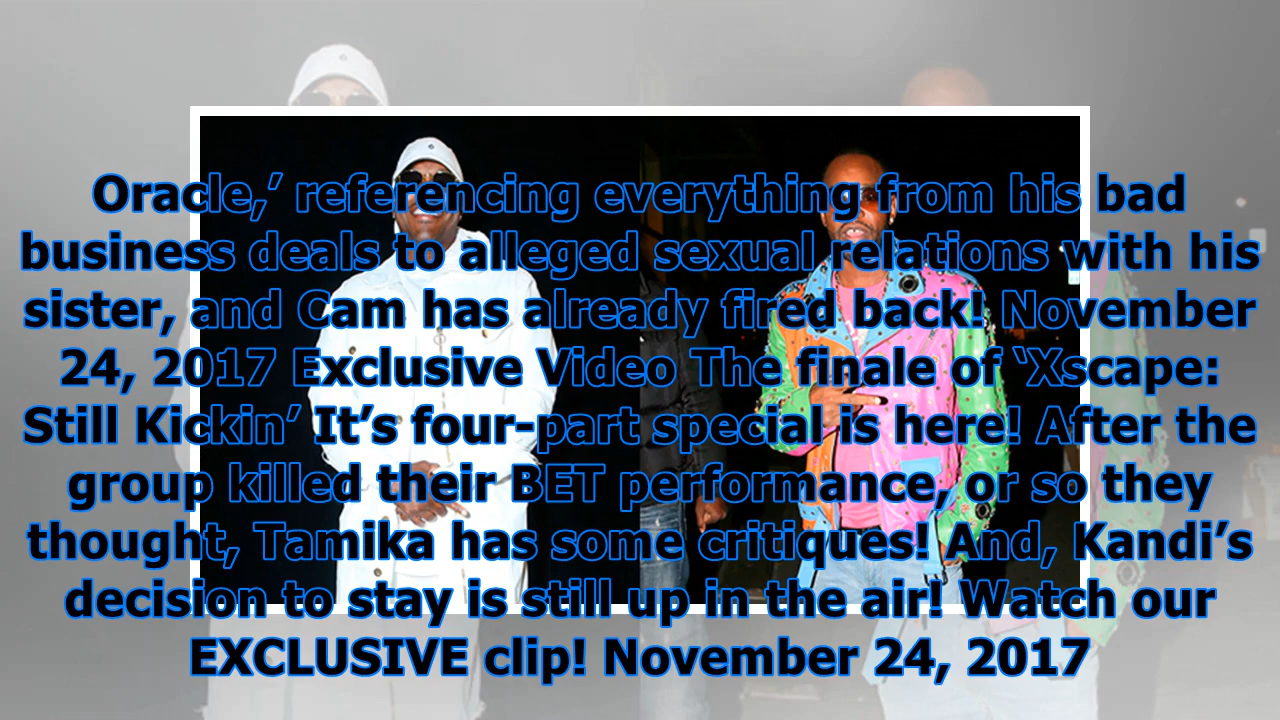 Oracle,’ referencing everything from his bad
business deals to alleged sexual relations with his
sister, and Cam has already fired back! November
24, 2017 Exclusive Video The finale of ‘Xscape:
Still Kickin’ It’s four-part special is here! After the
group killed their BET performance, or so they
thought, Tamika has some critiques! And, Kandi’s
decision to stay is still up in the air! Watch our
EXCLUSIVE clip! November 24, 2017